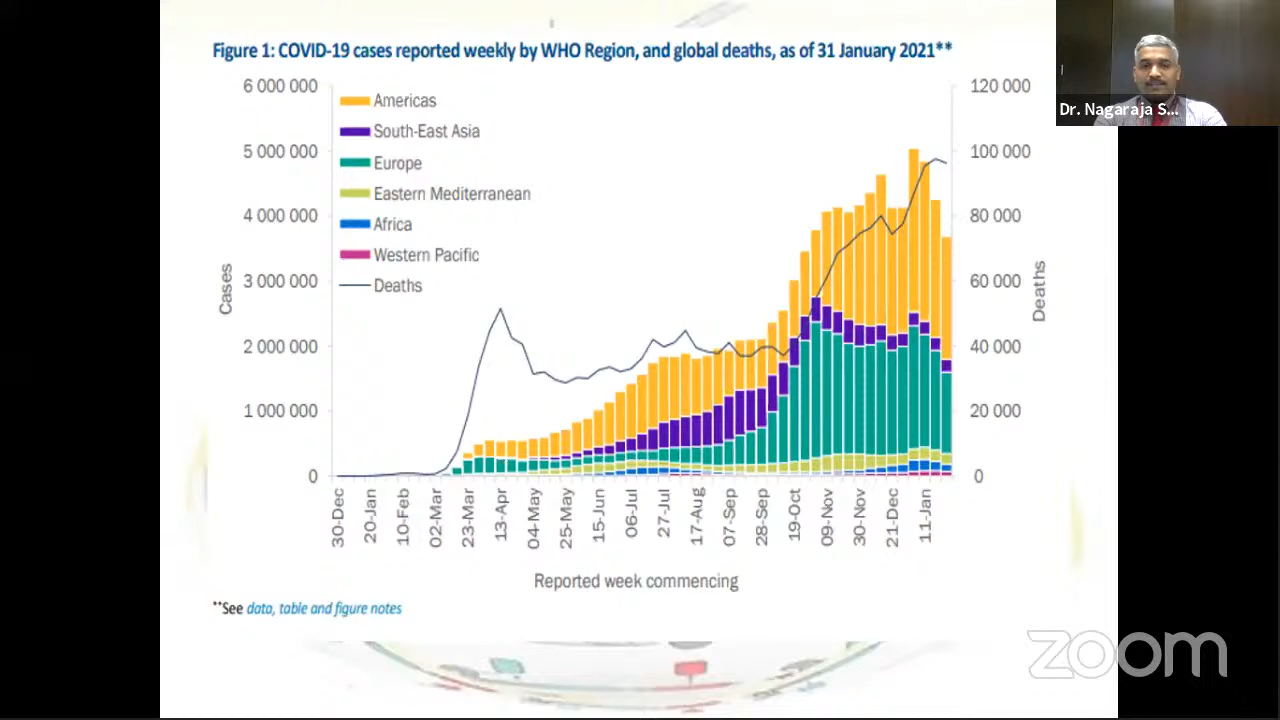 Figure 1: COVID-19 cases reported weekly by WHO Region, and global deaths, as of 31 January 2021**
Dr. Nagaraja S...
6 000 000
5 000 000
4 000 000
3 000 000
2 000 000
1 000 000
0
Cases
Americas
South-East Asia
Europe
Eastern Mediterranean
Africa
Western Pacific
Deaths
120 000
100 000
80 000
60 000
40 000
20 000
0
Deaths
30-Dec
20-Jan
10-Feb
02-Mar
23-Mar
13-Apr
04-May
25-May
15-Jun
06-Jul
27-Jul
17-Aug
07-Sep
28-Sep
19-Oct
09-Nov
30-Nov
21-Dec
11-Jan
Reported week commencing
**See data, table and figure notes
zoom